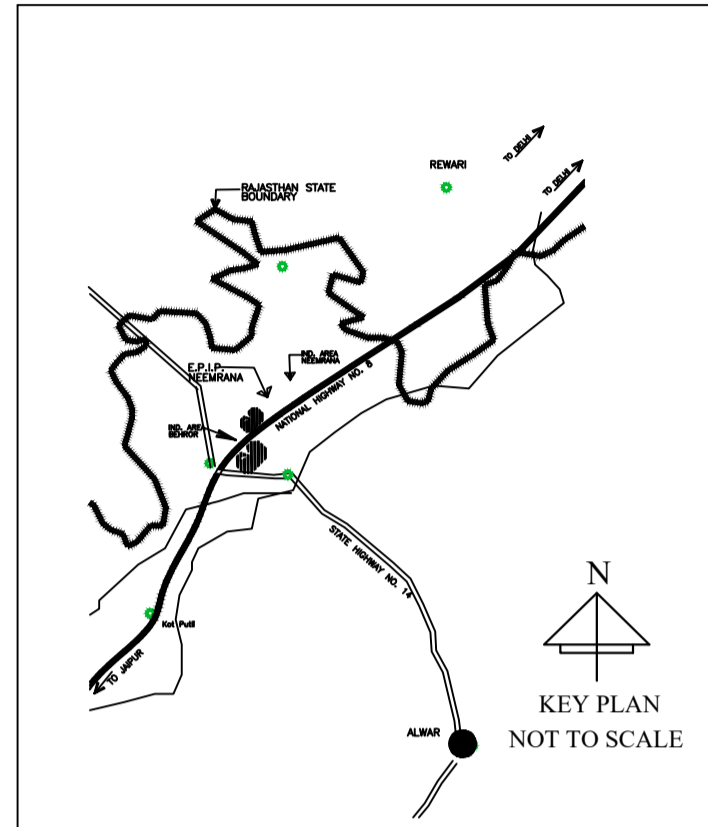 TO DELHI
REWARI
TO DELHI
RAJASTHAN STATE
BOUNDARY
IND. AREA
NEEMRANA
E.P.I.P.
NEEMRANA
NATIONAL HIGHWAY NO. 8
IND. AREA
BEHROR
STATE HIGHWAY NO. 14
N
Kot Putli
TO JAIPUR
KEY PLAN
ALWAR
NOT TO SCALE